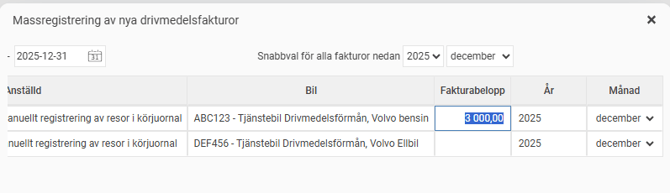 Massregistrering av nya drivmedelsfakturor
- 2025-12-31 Snabbval för alla fakturor nedan 2025 december
Anställd Bil Fakturabelopp År Månad
anuellt registrering av resor i körjournal ABC123 - Tjänstebil Drivmedelsförmån, Volvo bensin 3 000,00 2025 december
nuellt registrering av resor i körjournal DEF456 - Tjänstebil Drivmedelsförmån, Volvo Elbil 2025 december